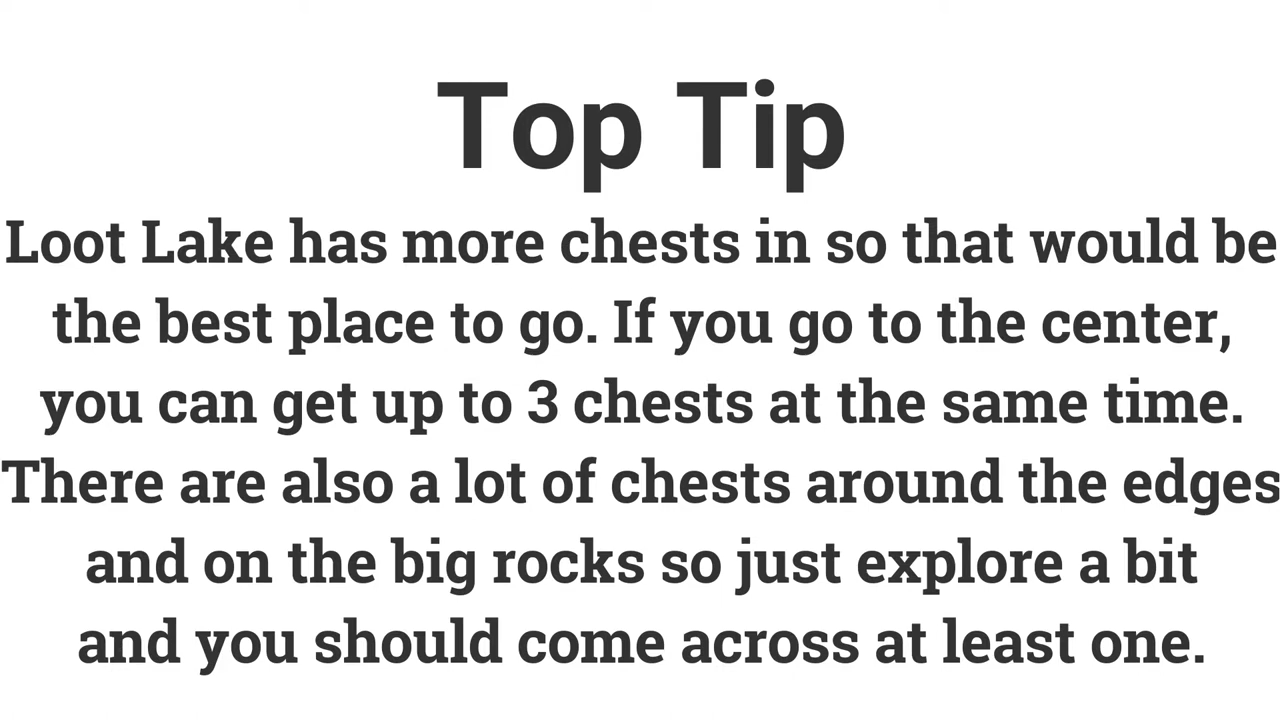 Top Tip
Loot Lake has more chests in so that would be
the best place to go. If you go to the center,
you can get up to 3 chests at the same time.
There are also a lot of chests around the edges
and on the big rocks so just explore a bit
and you should come across at least one.